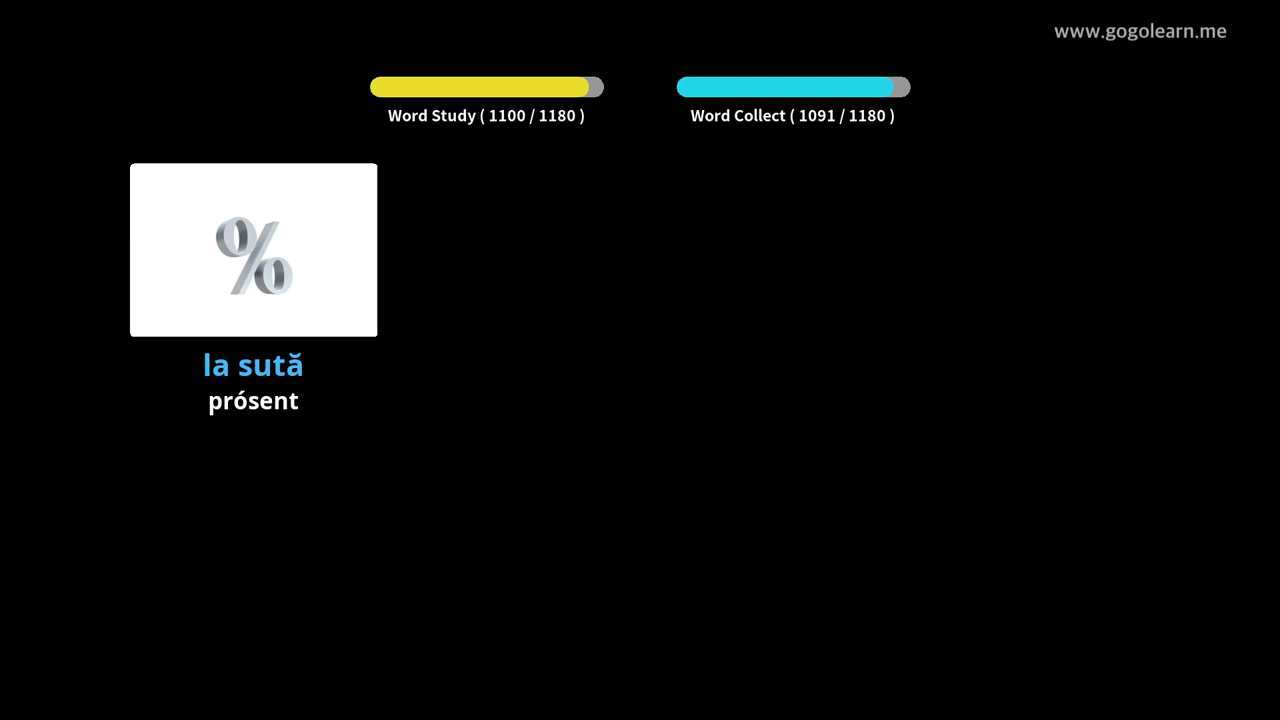 www.gogolearn.me
Word Study ( 1100 / 1180 )
Word Collect ( 1091 / 1180 )
%
la sută
prósent